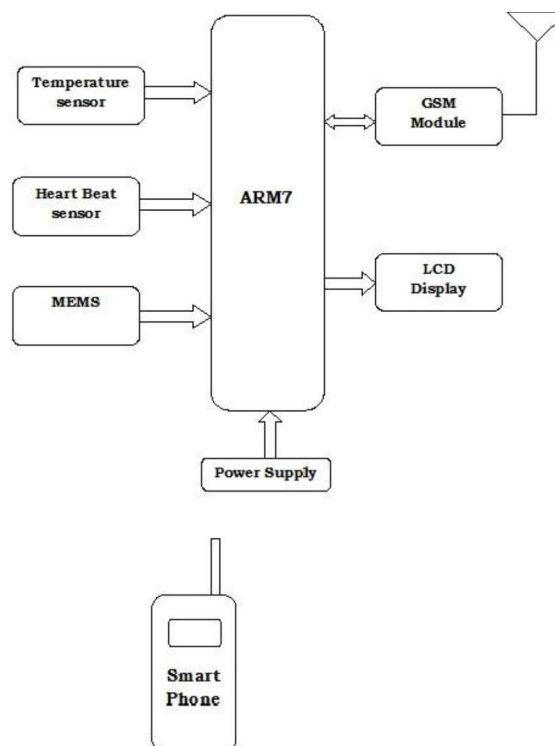 Temperature
sensor
GSM
Module
Heart Beat
sensor
ARM7
LCD
Display
MEMS
Power Supply
Smart
Phone